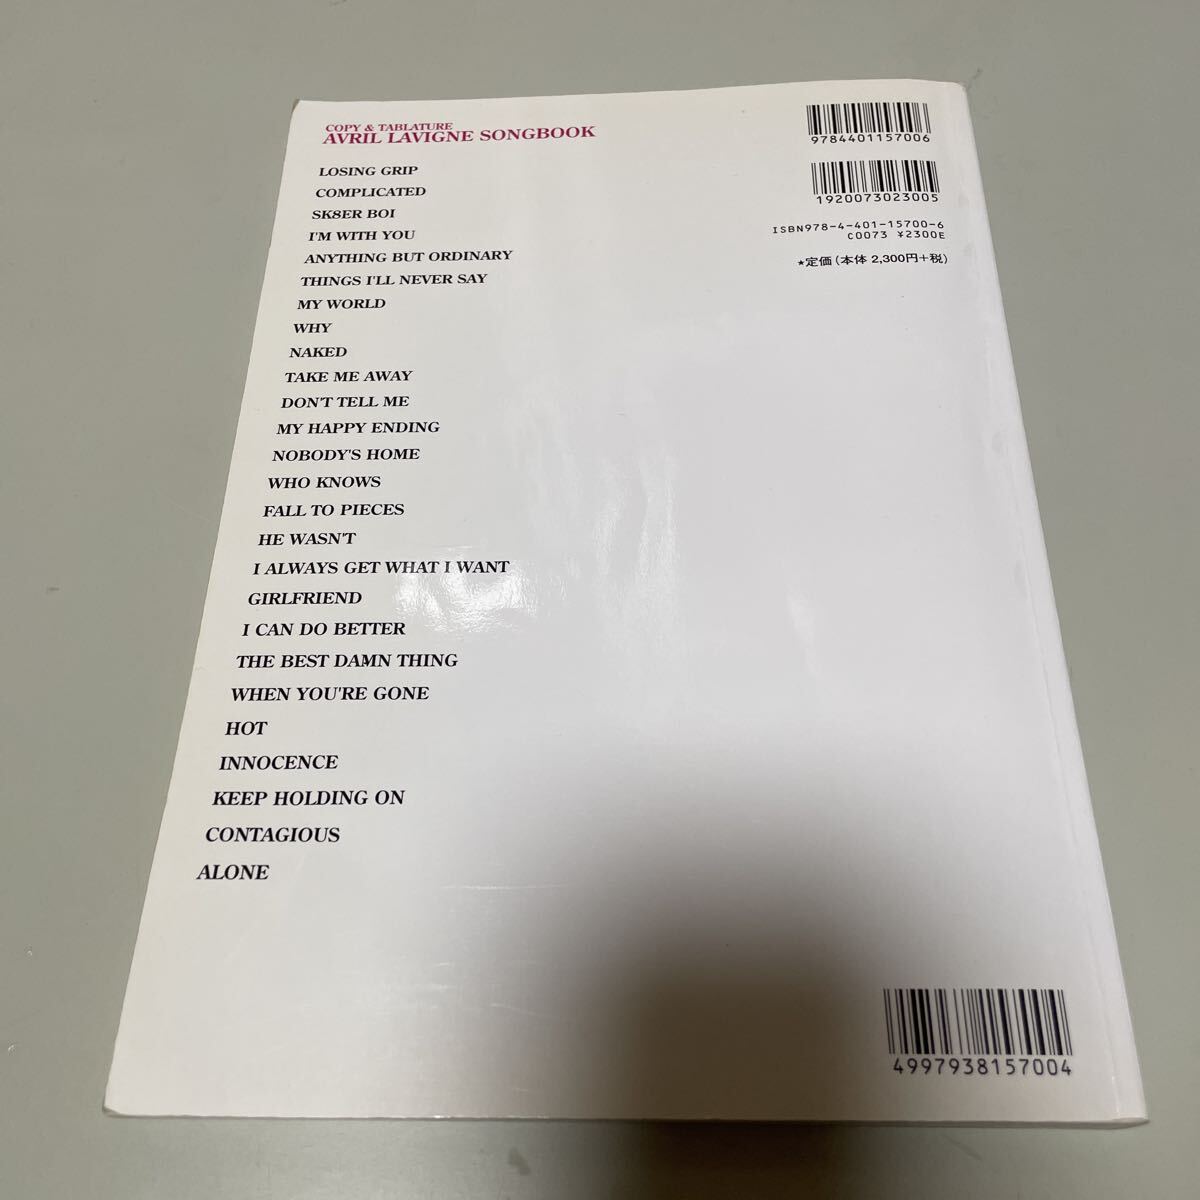 COPY & TABLATURE
AVRIL LAVIGNE SONGBOOK
LOSING GRIP
COMPLICATED
SK8ER BOI
I'M WITH YOU
ANYTHING BUT ORDINARY
THINGS I'LL NEVER SAY
MY WORLD
WHY
NAKED
TAKE ME AWAY
DON'T TELL ME
MY HAPPY ENDING
NOBODY'S HOME
WHO KNOWS
FALL TO PIECES
HE WASN'T
I ALWAYS GET WHAT I WANT
GIRLFRIEND
I CAN DO BETTER
THE BEST DAMN THING
WHEN YOU'RE GONE
HOT
INNOCENCE
KEEP HOLDING ON
CONTAGIOUS
ALONE
9784401157006
1920073023005
ISBN978-4-401-15700-6
C0073 ¥2300E
★定価(本体 2,300円+税)
4997938157004